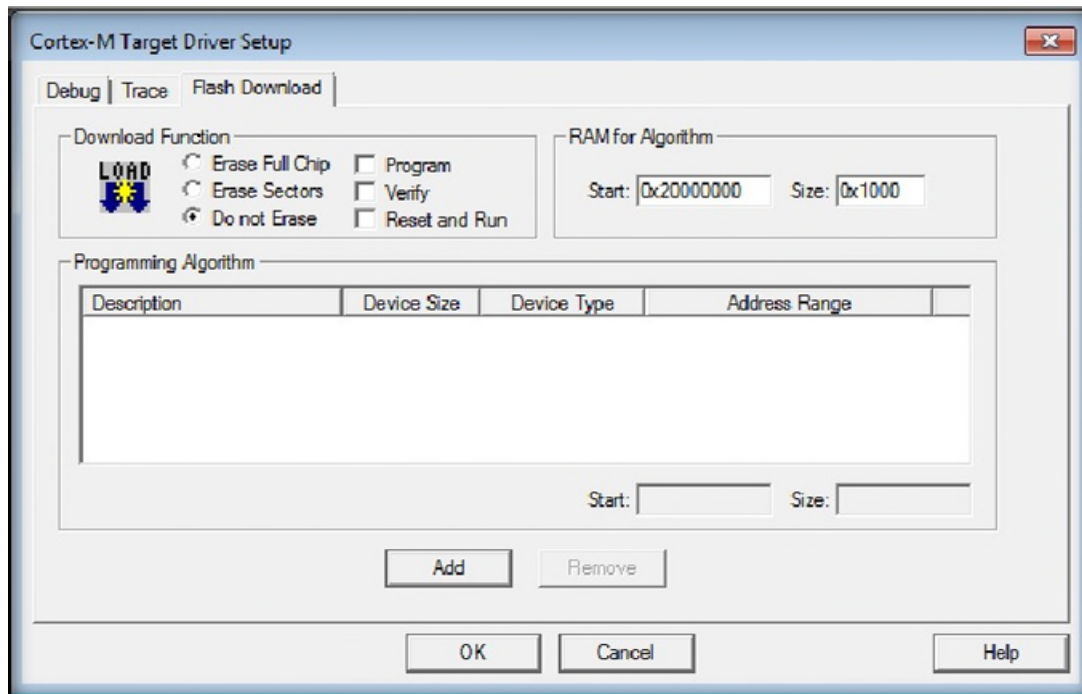 Cortex-M Target Driver Setup
Debug Trace Flash Download
Download Function
LOAD
Erase Full Chip
Program
Erase Sectors
Verify
Do not Erase
Reset and Run
RAM for Algorithm
Start: 0x20000000 Size: 0x1000
Programming Algorithm
Description Device Size Device Type Address Range
Start: Size:
Add Remove
OK Cancel Help